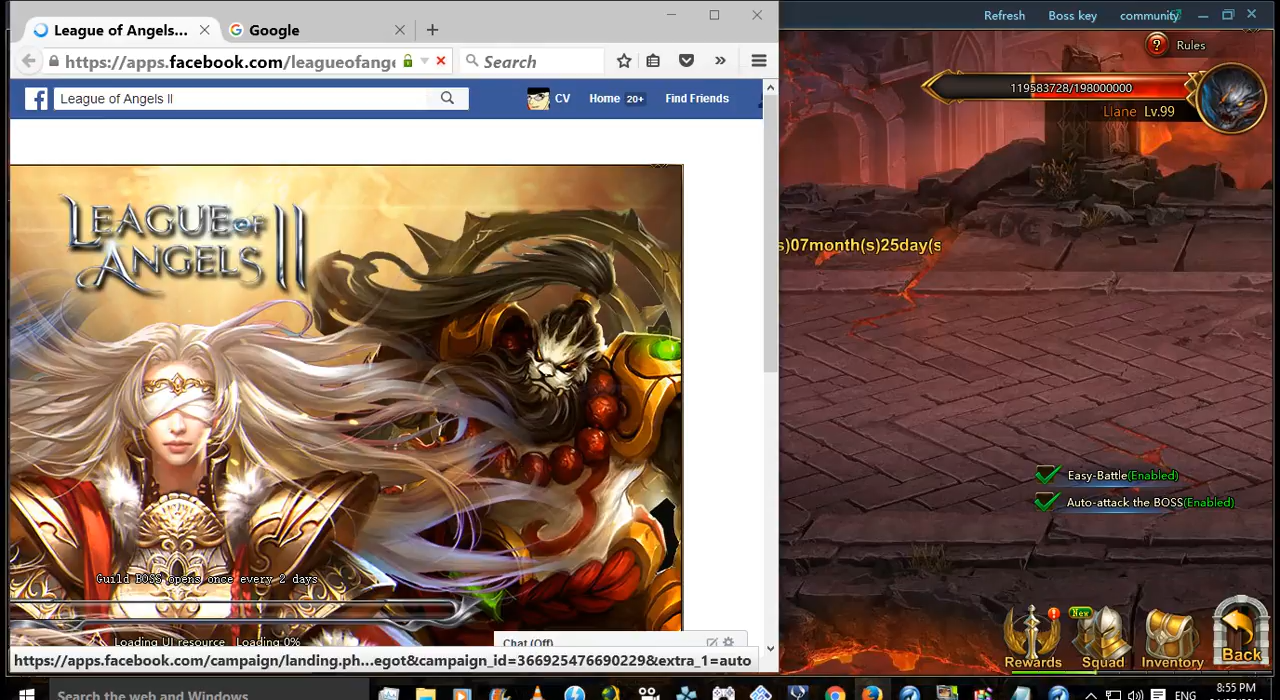 League of Angels...
Google
https://apps.facebook.com/leagueofange
Search
League of Angels II
CV
Home 20+
Find Friends
LEAGUE OF ANGELS II
Guild BOSS opens once every 2 days
Loading UI resource Loading 0%
Chat (Off)
https://apps.facebook.com/campaign/landing.ph...egot&campaign_id=366925476690229&extra_1=auto
Refresh
Boss key
community
Rules
119583728/198000000
Llane Lv.99
s)07month(s)25day(s
Easy-Battle(Enabled)
Auto-attack the BOSS(Enabled)
New
Rewards
Squad
Inventory
Back
Search the web and Windows
ENG
8:55 PM